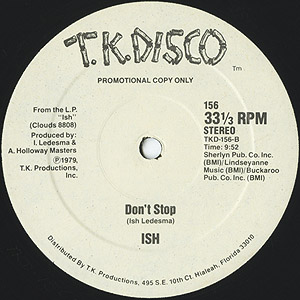 T.K.DISCO
TM
PROMOTIONAL COPY ONLY
From the L.P.
"Ish"
(Clouds 8808)
Produced by:
I. Ledesma &
A. Holloway Masters
℗1979,
T.K. Productions,
Inc.
156
33⅓ RPM
STEREO
TKD-156-B
Time: 9:52
Sherlyn Pub. Co. Inc.
(BMI)/Lindseyanne
Music (BMI)/Buckaroo
Pub. Co. Inc. (BMI)
Don't Stop
(Ish Ledesma)
ISH
Distributed By T.K. Productions, 495 S.E. 10th Ct. Hialeah, Florida 33010